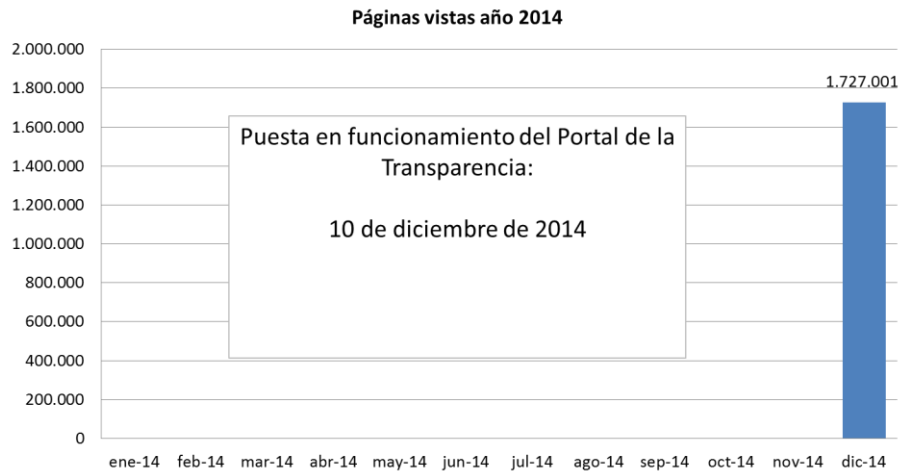 Páginas vistas año 2014
2.000.000
1.800.000
1.600.000
1.400.000
1.200.000
1.000.000
800.000
600.000
400.000
200.000
0
1.727.001
Puesta en funcionamiento del Portal de la
Transparencia:
10 de diciembre de 2014
ene-14 feb-14 mar-14 abr-14 may-14 jun-14 jul-14 ago-14 sep-14 oct-14 nov-14 dic-14